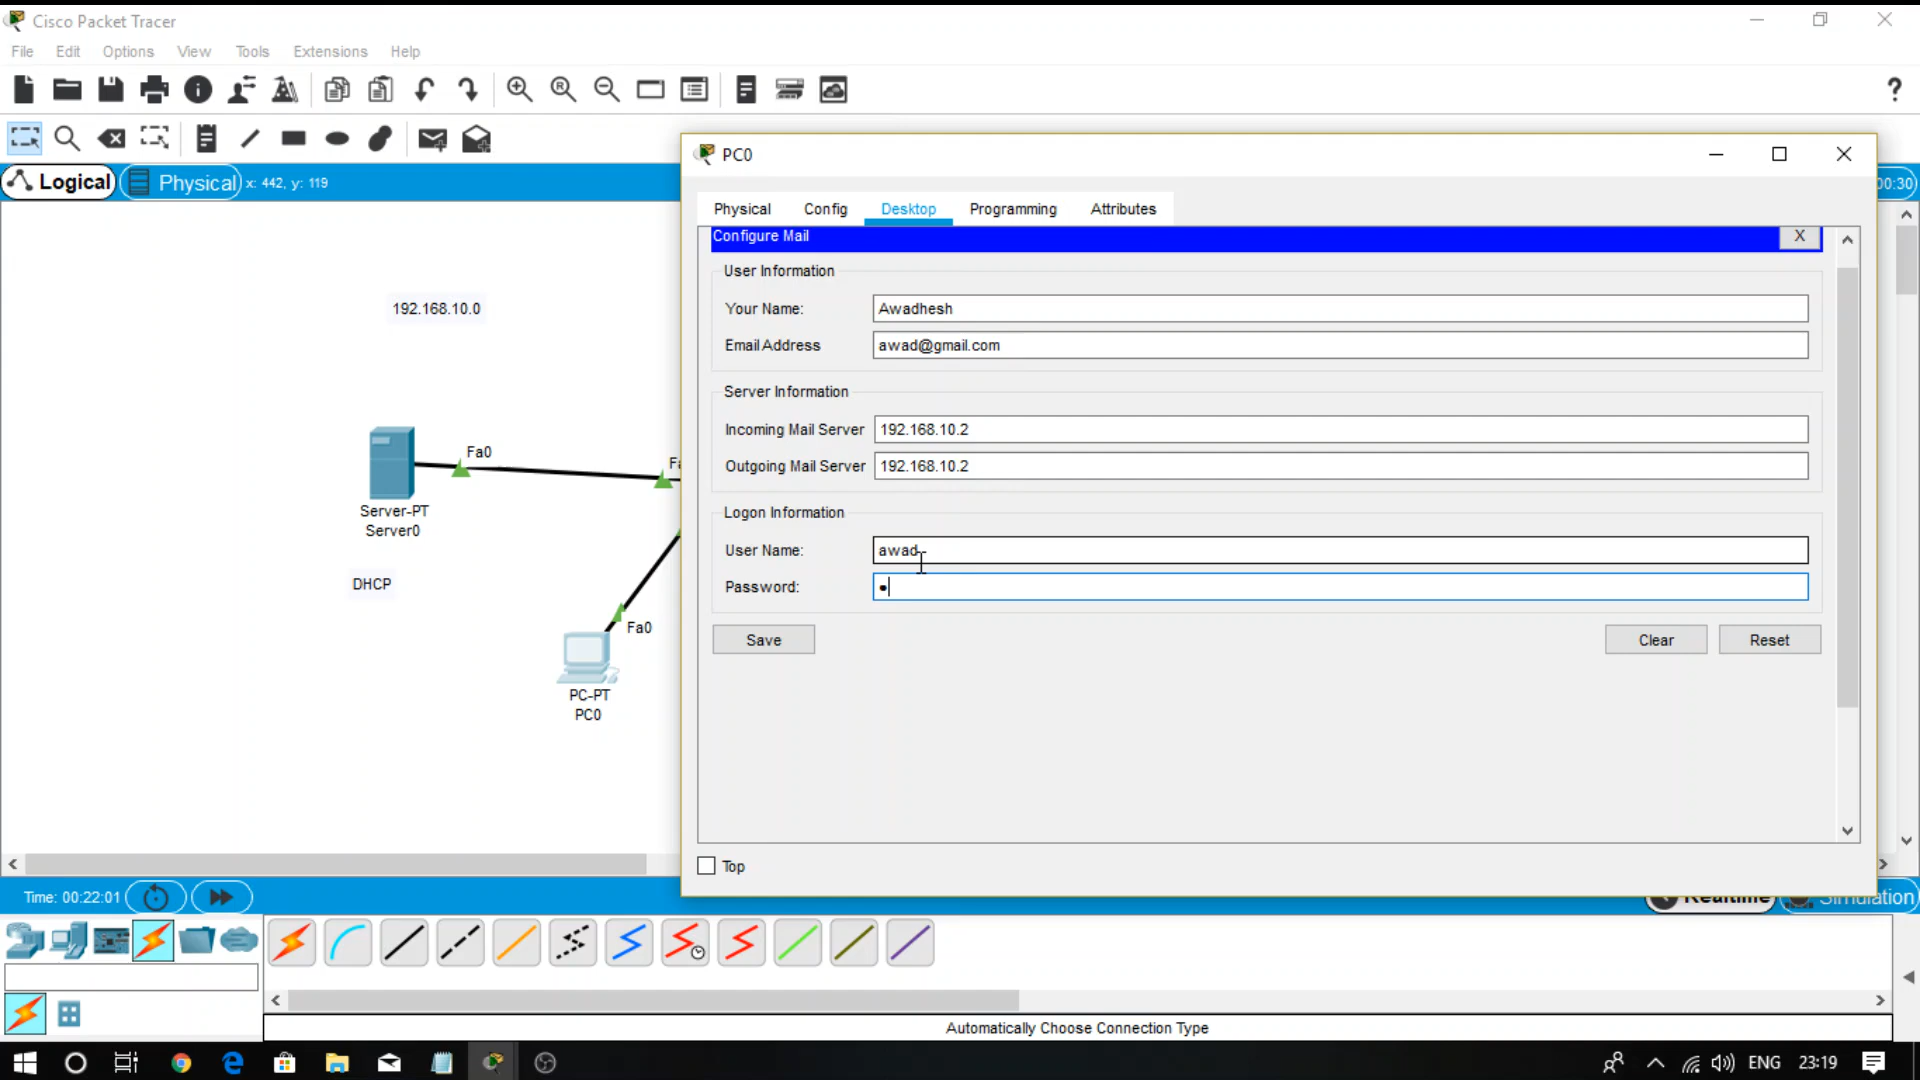 Cisco Packet Tracer
File Edit Options View Tools Extensions Help
?
Logical Physical x: 442, y: 119
00:30
192.168.10.0
Fa0
Server-PT
Server0
DHCP
Fa0
PC-PT
PC0
PC0
Physical Config Desktop Programming Attributes
Configure Mail X
User Information
Your Name: Awadhesh
Email Address awad@gmail.com
Server Information
Incoming Mail Server 192.168.10.2
Outgoing Mail Server 192.168.10.2
Logon Information
User Name: awad
Password: •
Save Clear Reset
Top
Time: 00:22:01 Realtime Simulation
Automatically Choose Connection Type
ENG 23:19